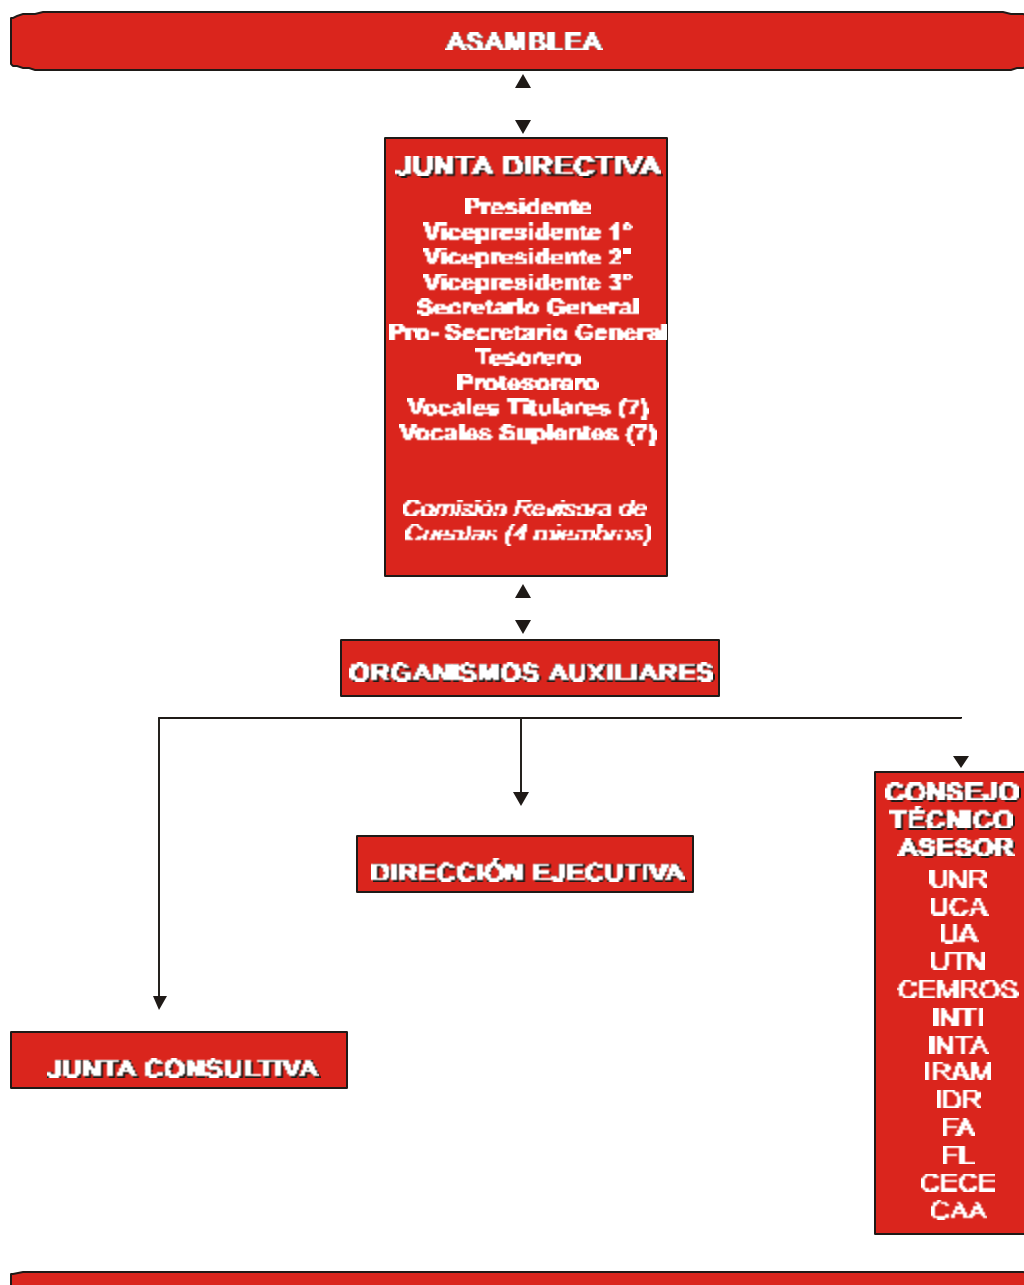 ASAMBLEA
JUNTA DIRECTIVA
Presidente
Vicepresidente 1°
Vicepresidente 2°
Vicepresidente 3°
Secretario General
Pro- Secretario General
Tesorero
Protesorero
Vocales Titulares (7)
Vocales Suplentes (7)
Comisión Revisora de
Cuentas (4 miembros)
ORGANISMOS AUXILIARES
DIRECCIÓN EJECUTIVA
JUNTA CONSULTIVA
CONSEJO
TÉCNICO
ASESOR
UNR
UCA
UA
UTN
CEMROS
INTI
INTA
IRAM
IDR
FA
FL
CECE
CAA